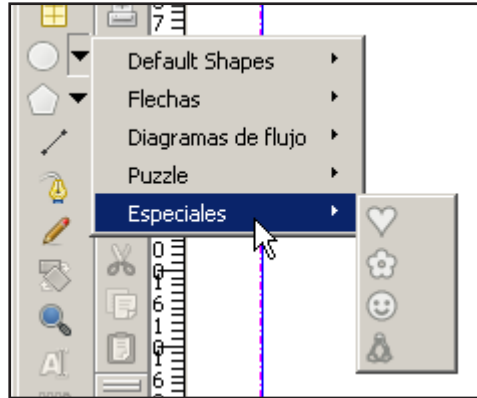 Default Shapes
Flechas
Diagramas de flujo
Puzzle
Especiales